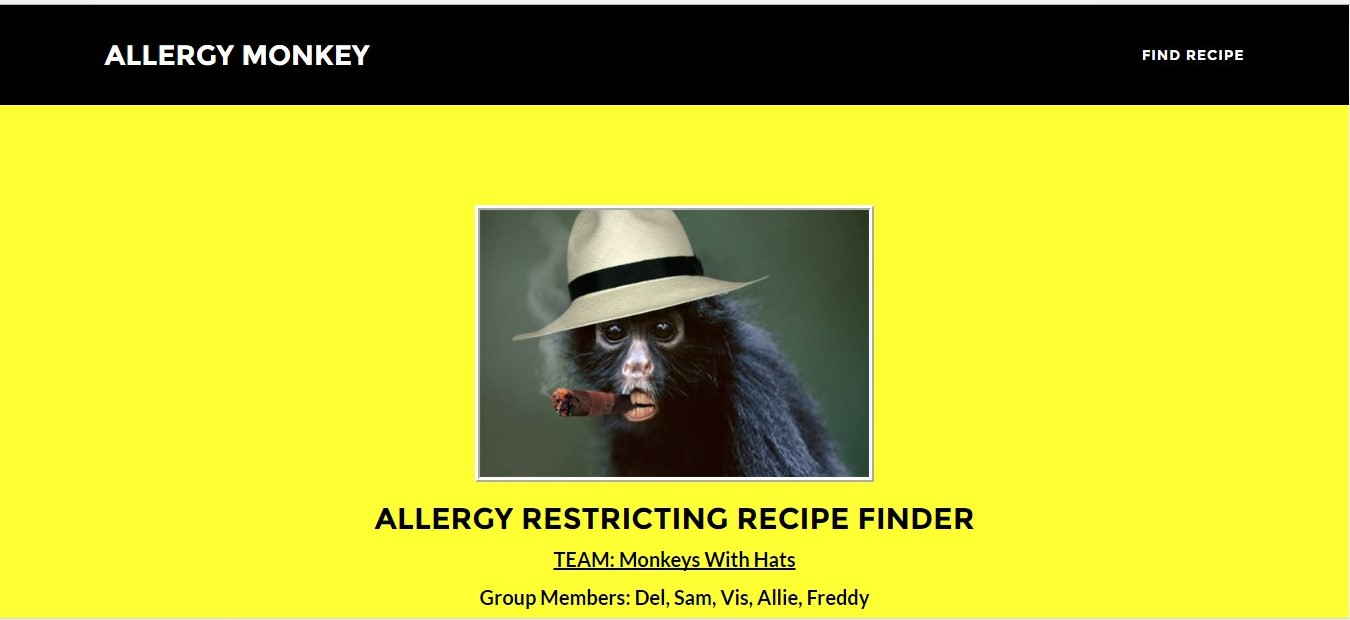 ALLERGY MONKEY
FIND RECIPE
ALLERGY RESTRICTING RECIPE FINDER
TEAM: Monkeys With Hats
Group Members: Del, Sam, Vis, Allie, Freddy